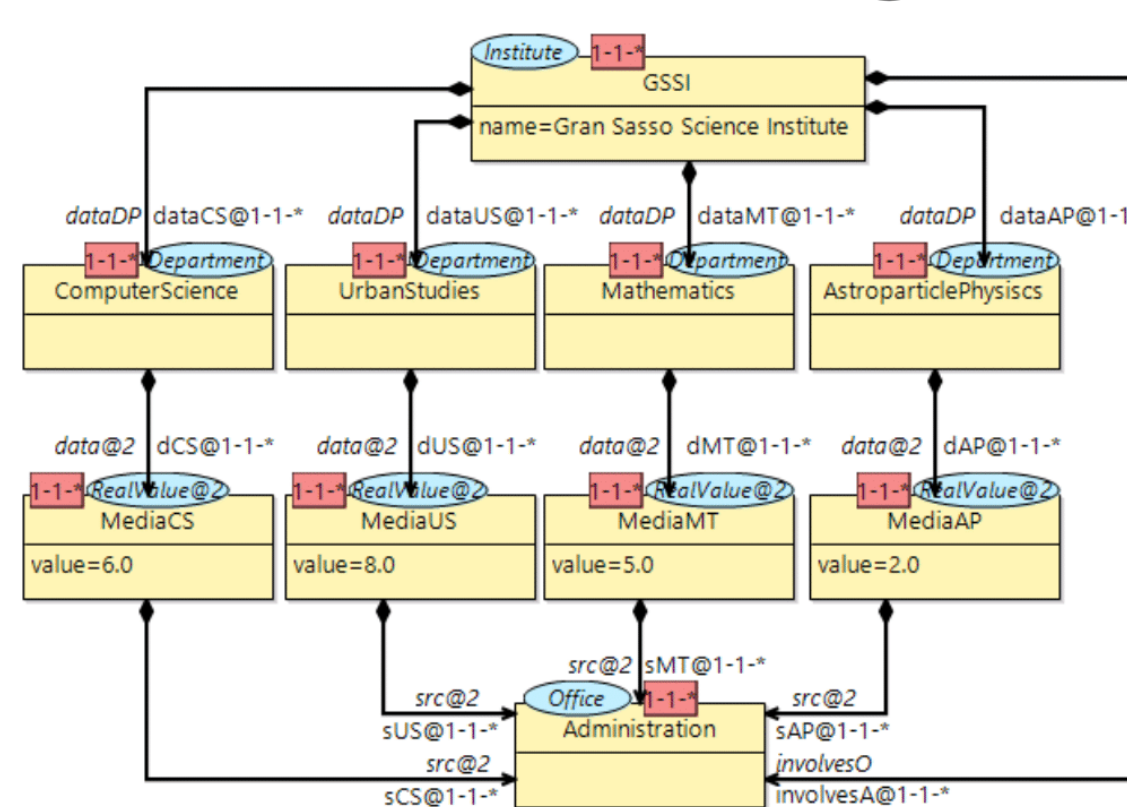 Institute 1-1-*
GSSI
name=Gran Sasso Science Institute
dataDP dataCS@1-1-* dataDP dataUS@1-1-* dataDP dataMT@1-1-* dataDP dataAP@1-1
1-1-* Department 1-1-* Department 1-1-* Department 1-1-* Department
ComputerScience UrbanStudies Mathematics AstroparticlePhysiscs
data@2 dCS@1-1-* data@2 dUS@1-1-* data@2 dMT@1-1-* data@2 dAP@1-1-*
1-1-* RealValue@2 1-1-* RealValue@2 1-1-* RealValue@2 1-1-* RealValue@2
MediaCS MediaUS MediaMT MediaAP
value=6.0 value=8.0 value=5.0 value=2.0
src@2 sMT@1-1-*
src@2 Office 1-1-* src@2
sUS@1-1-* Administration sAP@1-1-*
src@2 involvesO
sCS@1-1-* involvesA@1-1-*